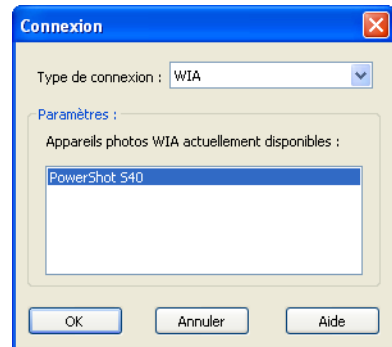 Connexion
Type de connexion : WIA
Paramètres :
Appareils photos WIA actuellement disponibles :
PowerShot S40
OK Annuler Aide